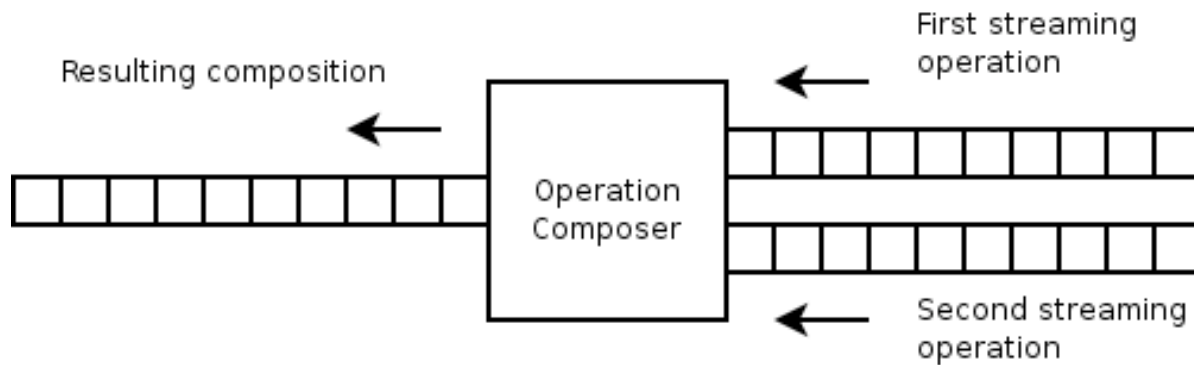 First streaming
operation
Resulting composition
Operation
Composer
Second streaming
operation